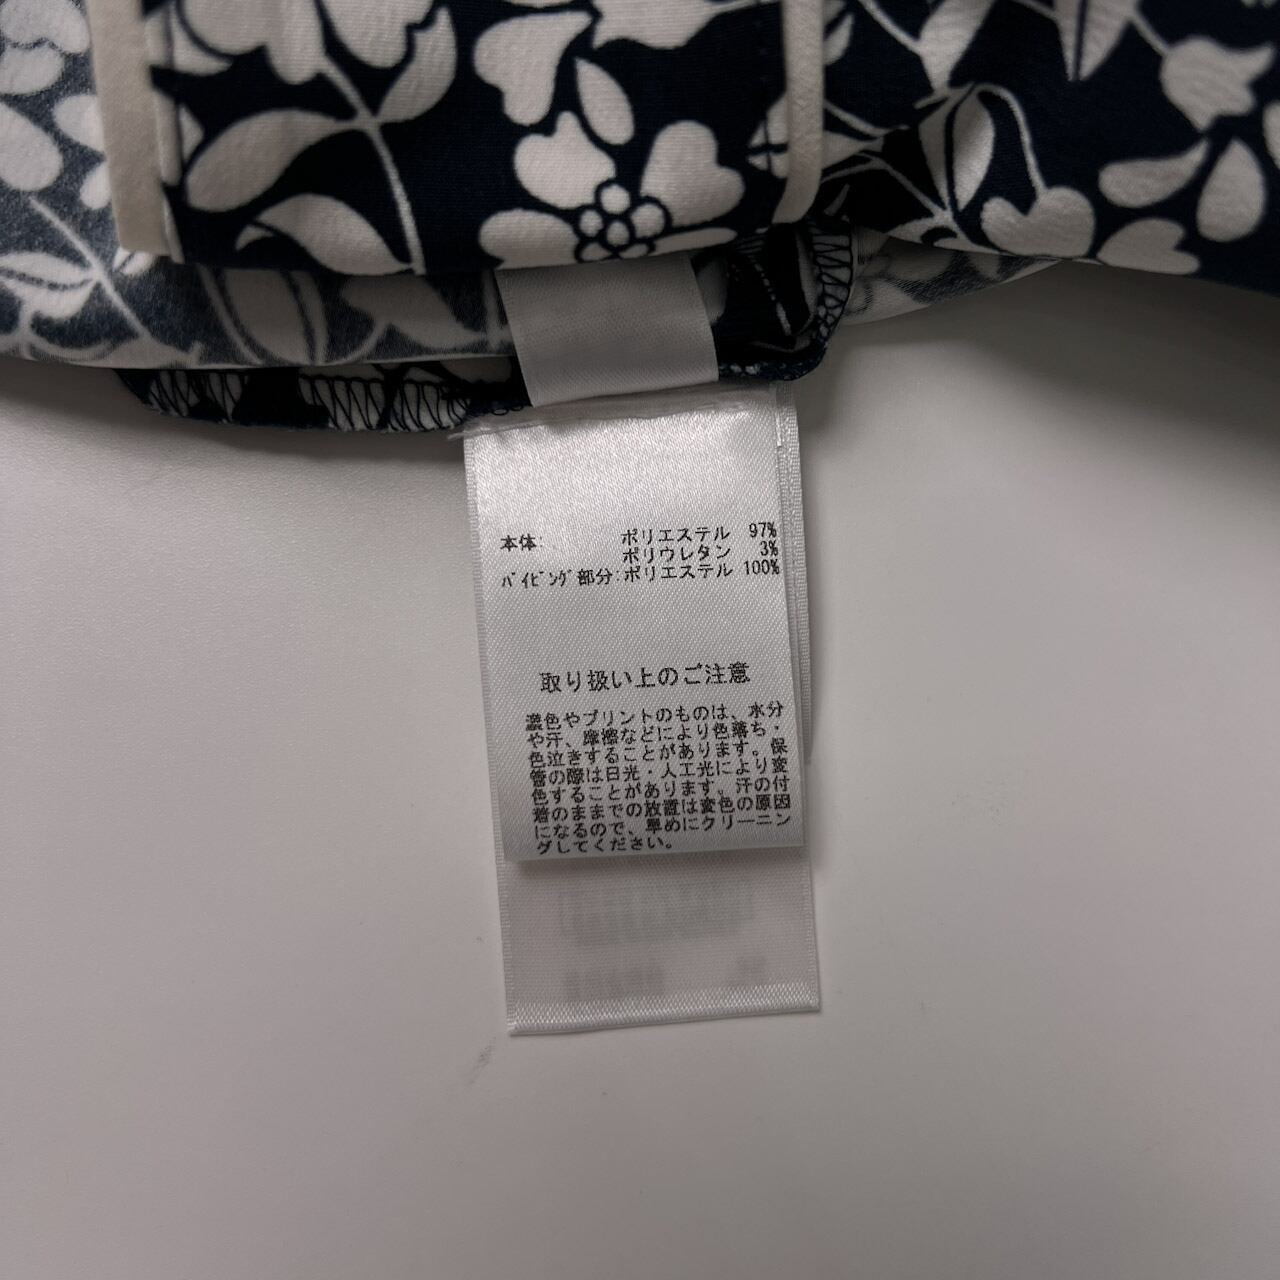 本体: ポリエステル 97%
ポリウレタン 3%
ﾊﾟｲﾋﾟﾝｸﾞ部分:ポリエステル 100%
取り扱い上のご注意
濃色やプリントのものは、水分
や汗、摩擦などにより色落ち・
色泣きすることがあります。保
管の際は日光・人工光により変
色することがあります。汗の付
着のままでの放置は変色の原因
になるので、早めにクリーニン
グしてください。